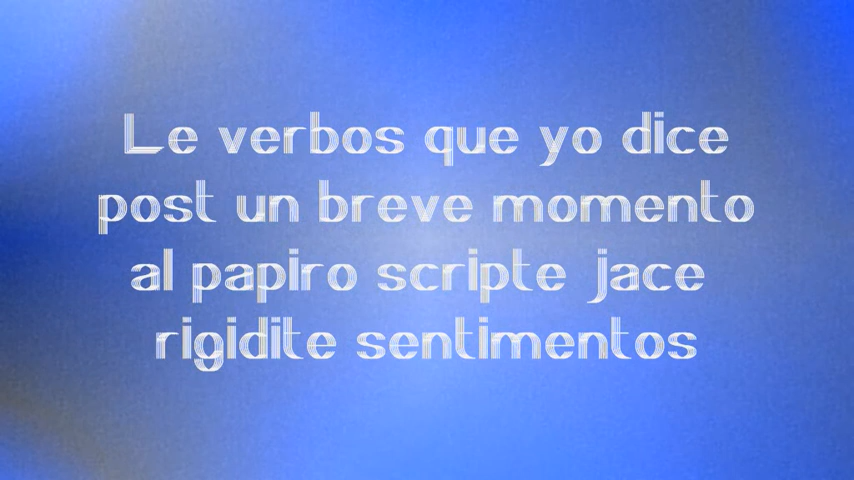 Le verbos que yo dice
post un breve momento
al papiro scripte jace
rigidite sentimentos